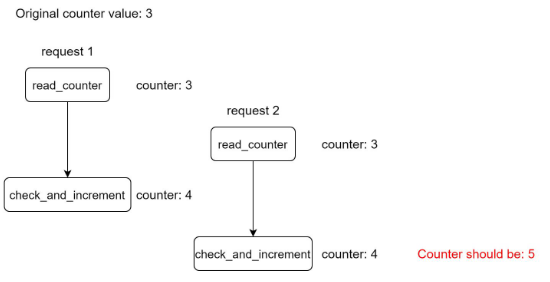 Original counter value: 3
request 1
read_counter
counter: 3
request 2
read_counter
counter: 3
check_and_increment
counter: 4
check_and_increment
counter: 4
Counter should be: 5